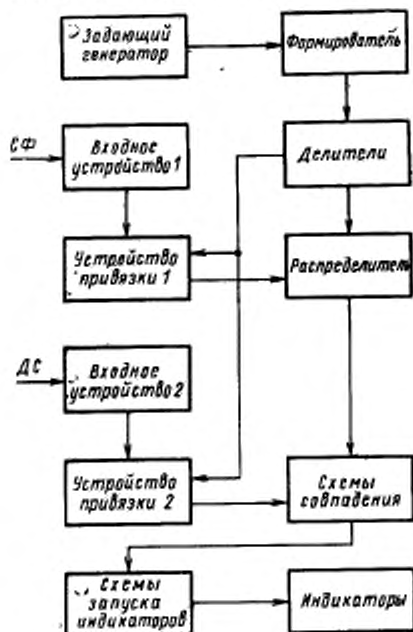 Задающий
генератор
Формирователь
СФ
Входное
устройство 1
Делители
Устройство
привязки 1
Распределитель
ДС
Входное
устройство 2
Устройство
привязки 2
Схемы
совпадения
Схемы
запуска
индикаторов
Индикаторы